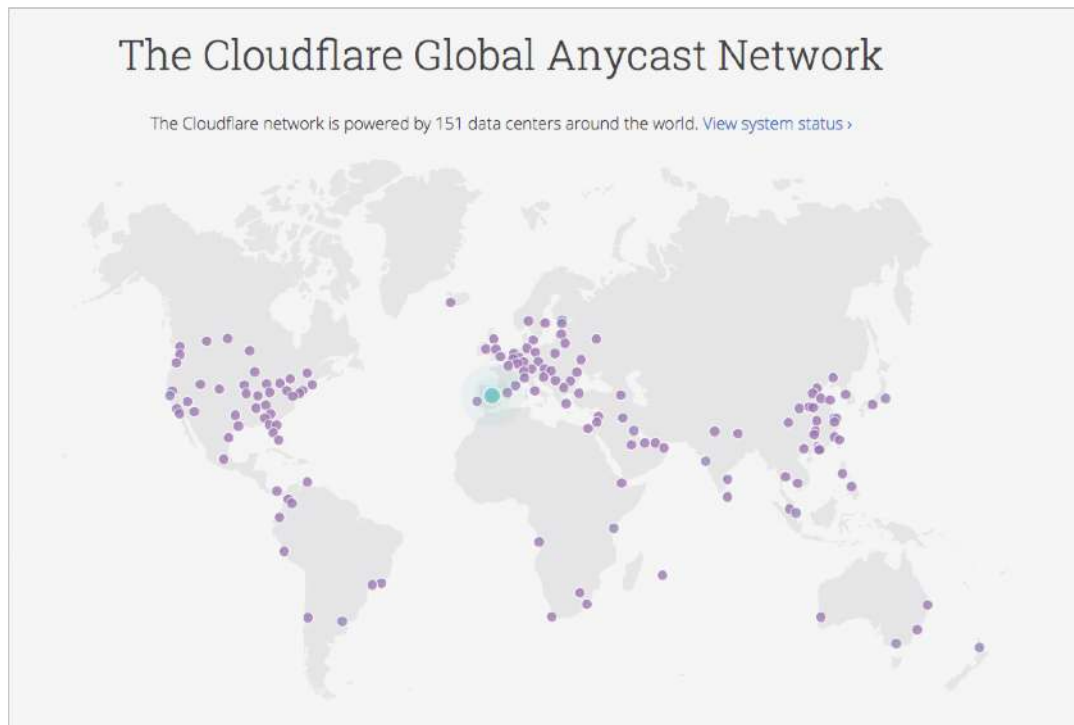 The Cloudflare Global Anycast Network
The Cloudflare network is powered by 151 data centers around the world. View system status ›